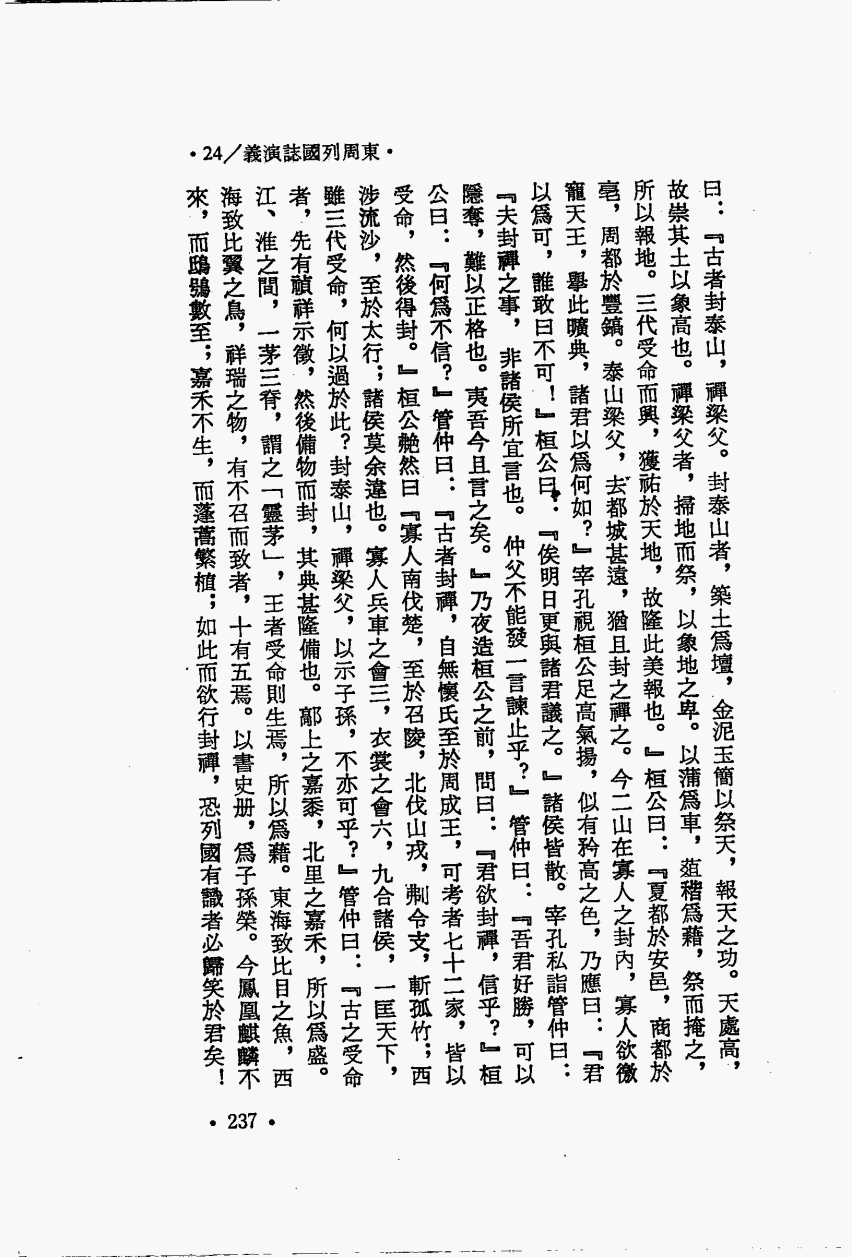 •24／義演誌國列周東•
曰：『古者封泰山，禪梁父。封泰山者，築土爲壇，金泥玉簡以祭天，報天之功。天處高，
故崇其土以象高也。禪梁父者，掃地而祭，以象地之卑。以蒲爲車，葅稭爲藉，祭而掩之，
所以報地。三代受命而興，獲祐於天地，故隆此美報也。』桓公曰：『夏都於安邑，商都於
亳，周都於豐鎬。泰山梁父，去都城甚遠，猶且封之禪之。今二山在寡人之封內，寡人欲徼
寵天王，舉此曠典，諸君以爲何如？』宰孔視桓公足高氣揚，似有矜高之色，乃應曰：『君
以爲可，誰敢曰不可！』桓公曰：『俟明日更與諸君議之。』諸侯皆散。宰孔私詣管仲曰：
『夫封禪之事，非諸侯所宜言也。仲父不能發一言諫止乎？』管仲曰：『吾君好勝，可以
隱奪，難以正格也。夷吾今且言之矣。』乃夜造桓公之前，問曰：『君欲封禪，信乎？』桓
公曰：『何爲不信？』管仲曰：『古者封禪，自無懷氏至於周成王，可考者七十二家，皆以
受命，然後得封。』桓公艴然曰『寡人南伐楚，至於召陵，北伐山戎，刜令支，斬孤竹；西
涉流沙，至於太行；諸侯莫余違也。寡人兵車之會三，衣裳之會六，九合諸侯，一匡天下，
雖三代受命，何以過於此？封泰山，禪梁父，以示子孫，不亦可乎？』管仲曰：『古之受命
者，先有禎祥示徵，然後備物而封，其典甚隆備也。鄗上之嘉黍，北里之嘉禾，所以爲盛。
江、淮之間，一茅三脊，謂之「靈茅」，王者受命則生焉，所以爲藉。東海致比目之魚，西
海致比翼之鳥，祥瑞之物，有不召而致者，十有五焉。以書史册，爲子孫榮。今鳳凰麒麟不
來，而鴟鴞數至；嘉禾不生，而蓬蒿繁植；如此而欲行封禪，恐列國有識者必歸笑於君矣！
• 237 •